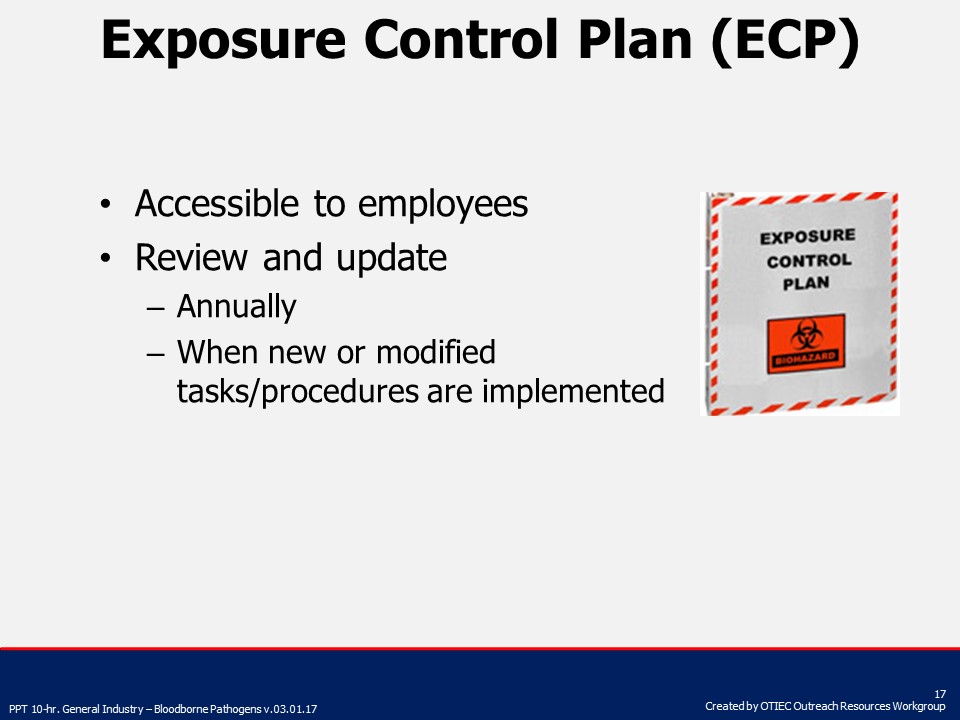 Exposure Control Plan (ECP)
• Accessible to employees
• Review and update
– Annually
– When new or modified
tasks/procedures are implemented
EXPOSURE
CONTROL
PLAN
BIOHAZARD
17
PPT 10-hr. General Industry – Bloodborne Pathogens v.03.01.17
Created by OTIEC Outreach Resources Workgroup